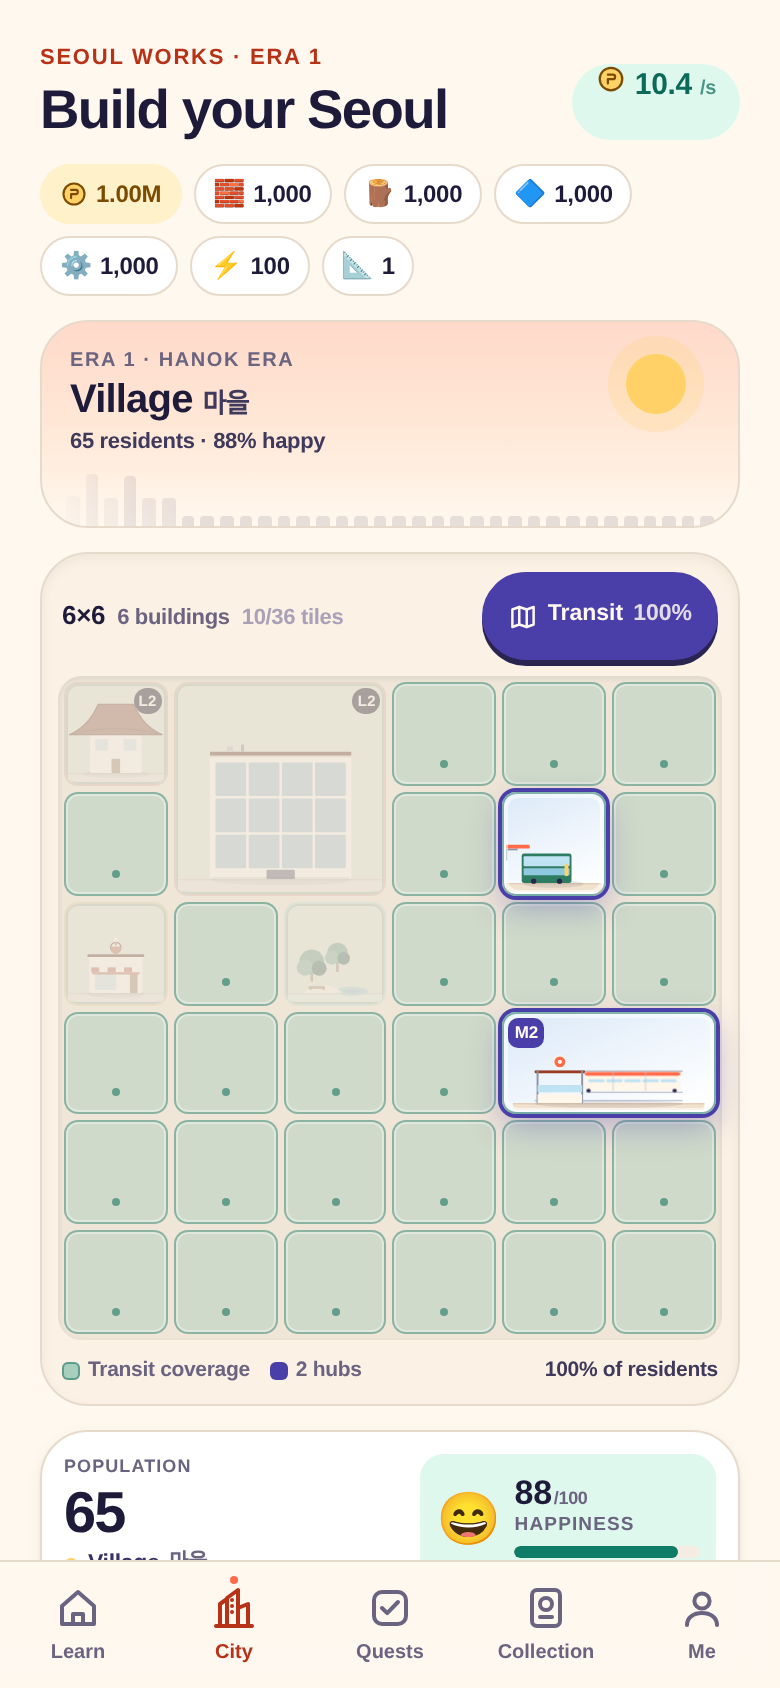 SEOUL WORKS · ERA 1
Build your Seoul
10.4 /s
1.00M
1,000
1,000
1,000
1,000
100
1
ERA 1 · HANOK ERA
Village 마을
65 residents · 88% happy
6×6 6 buildings 10/36 tiles
Transit 100%
L2
L2
M2
Transit coverage
2 hubs
100% of residents
POPULATION
65
Village 마을
88/100
HAPPINESS
Learn
City
Quests
Collection
Me